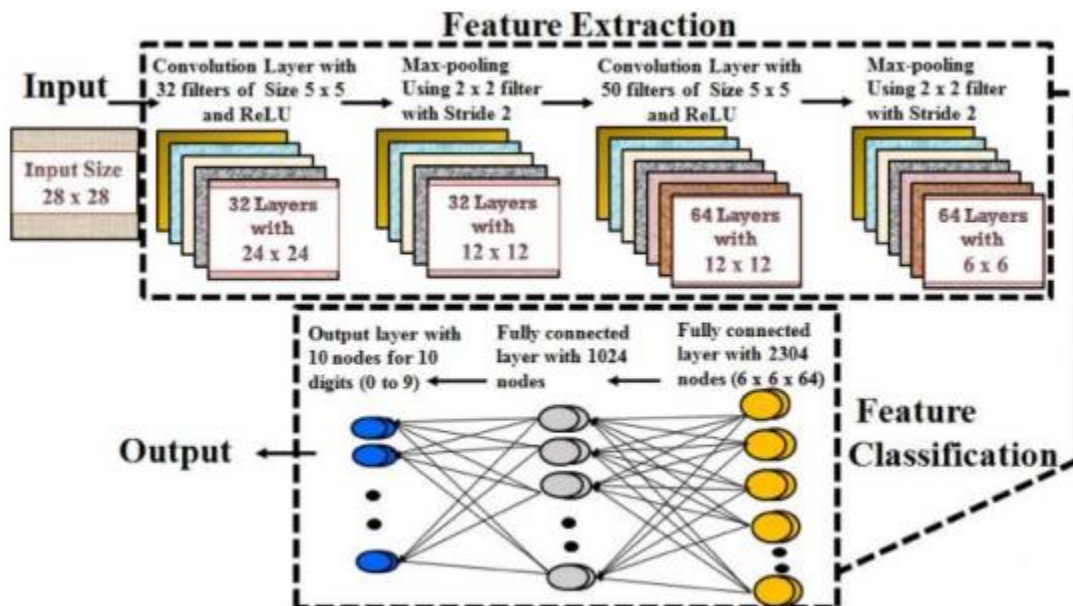 Feature Extraction
Input
Input Size
28 x 28
Convolution Layer with
32 filters of Size 5 x 5
and ReLU
32 Layers
with
24 x 24
Max-pooling
Using 2 x 2 filter
with Stride 2
32 Layers
with
12 x 12
Convolution Layer with
50 filters of Size 5 x 5
and ReLU
64 Layers
with
12 x 12
Max-pooling
Using 2 x 2 filter
with Stride 2
64 Layers
with
6 x 6
Output layer with
10 nodes for 10
digits (0 to 9)
Fully connected
layer with 1024
nodes
Fully connected
layer with 2304
nodes (6 x 6 x 64)
Feature
Classification
Output